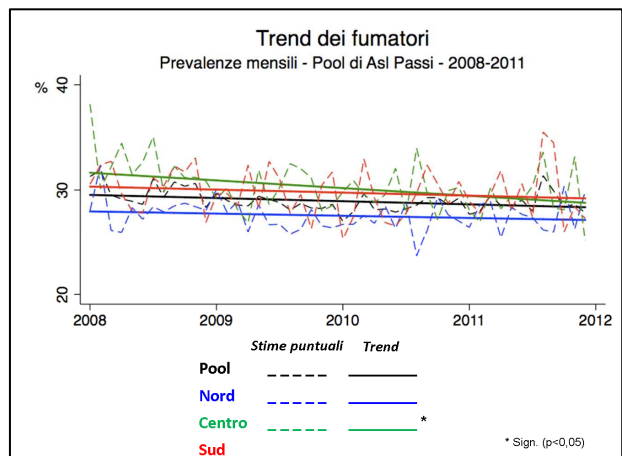 Trend dei fumatori
Prevalenze mensili - Pool di Asl Passi - 2008-2011
%
40
30
20
2008 2009 2010 2011 2012
Stime puntuali Trend
Pool
Nord
Centro *
Sud
* Sign. (p<0,05)